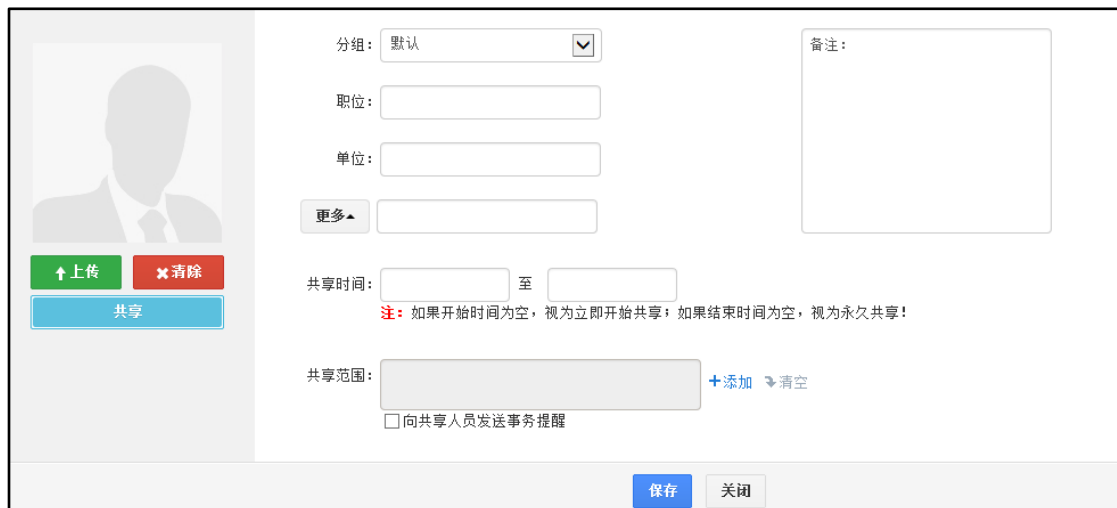 分组： 默认
备注：
职位：
单位：
更多
上传 清除
共享
共享时间： 至
注：如果开始时间为空，视为立即开始共享；如果结束时间为空，视为永久共享！
共享范围： +添加 清空
向共享人员发送事务提醒
保存 关闭